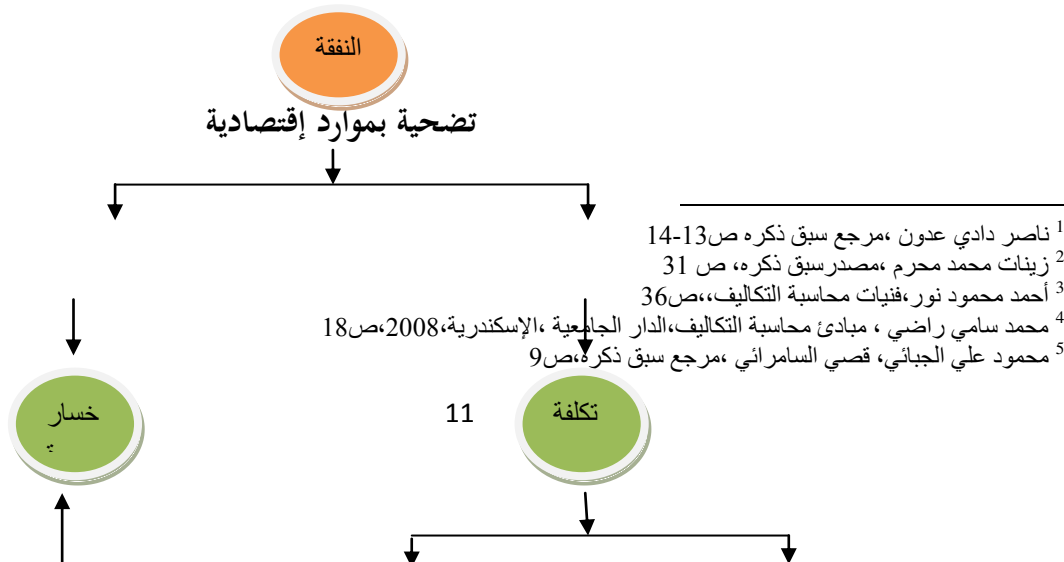 النفقة
تضحية بموارد إقتصادية
1 ناصر دادي عدون ،مرجع سبق ذكره ص13-14
2 زينات محمد محرم ،مصدرسبق ذكره، ص 31
3 أحمد محمود نور،فنيات محاسبة التكاليف،،ص36
4 محمد سامي راضي ، مبادئ محاسبة التكاليف،الدار الجامعية ،الإسكندرية،2008،ص18
5 محمود علي الجبائي، قصي السامرائي ،مرجع سبق ذكره،ص9
تكلفة
11
خسار
ة